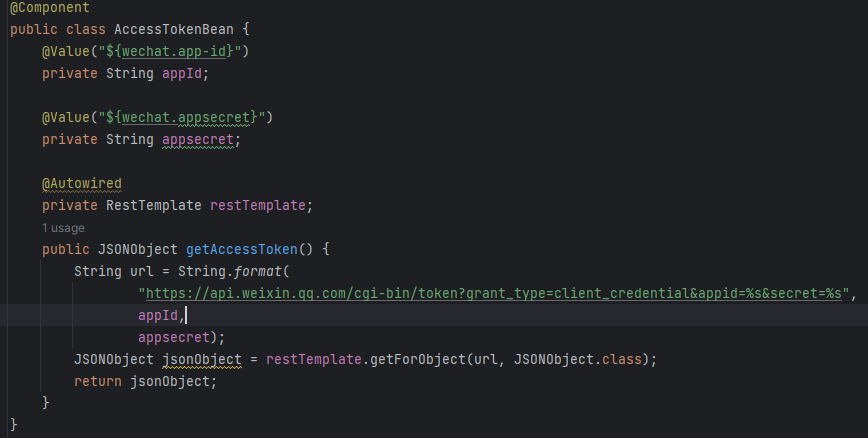 @Component
public class AccessTokenBean {
    @Value("${wechat.app-id}")
    private String appId;

    @Value("${wechat.appsecret}")
    private String appsecret;

    @Autowired
    private RestTemplate restTemplate;
    1 usage
    public JSONObject getAccessToken() {
        String url = String.format(
                "https://api.weixin.qq.com/cgi-bin/token?grant_type=client_credential&appid=%s&secret=%s",
                appId,
                appsecret);
        JSONObject jsonObject = restTemplate.getForObject(url, JSONObject.class);
        return jsonObject;
    }
}